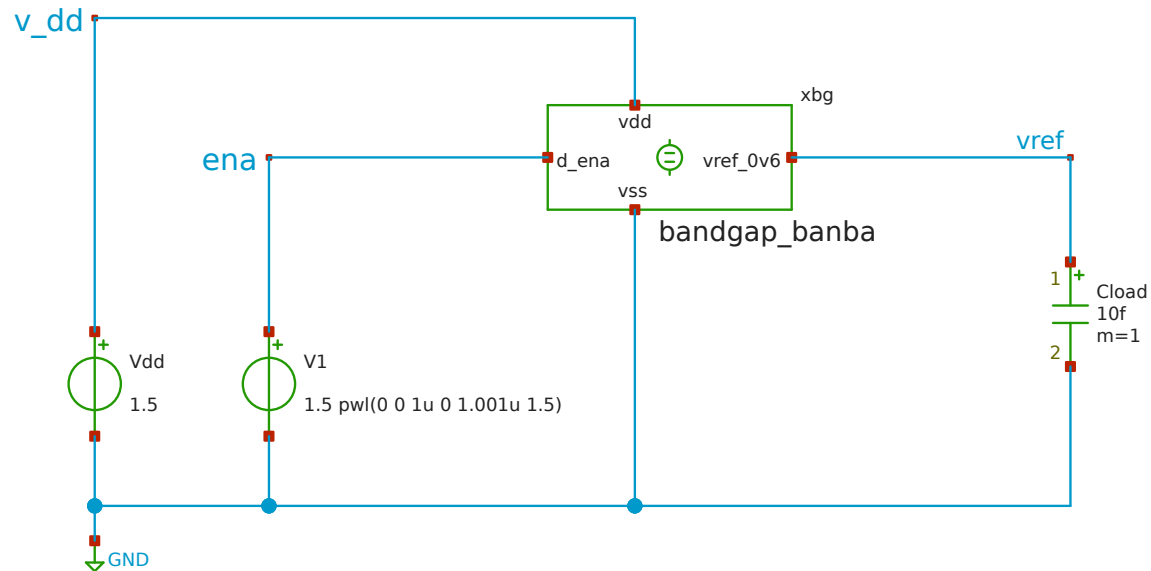 v_dd
xbg
vdd
ena
d_ena
vref_0v6
vref
vss
bandgap_banba
1
+
Cload
10f
m=1
2
+
Vdd
1.5
+
V1
1.5 pwl(0 0 1u 0 1.001u 1.5)
GND